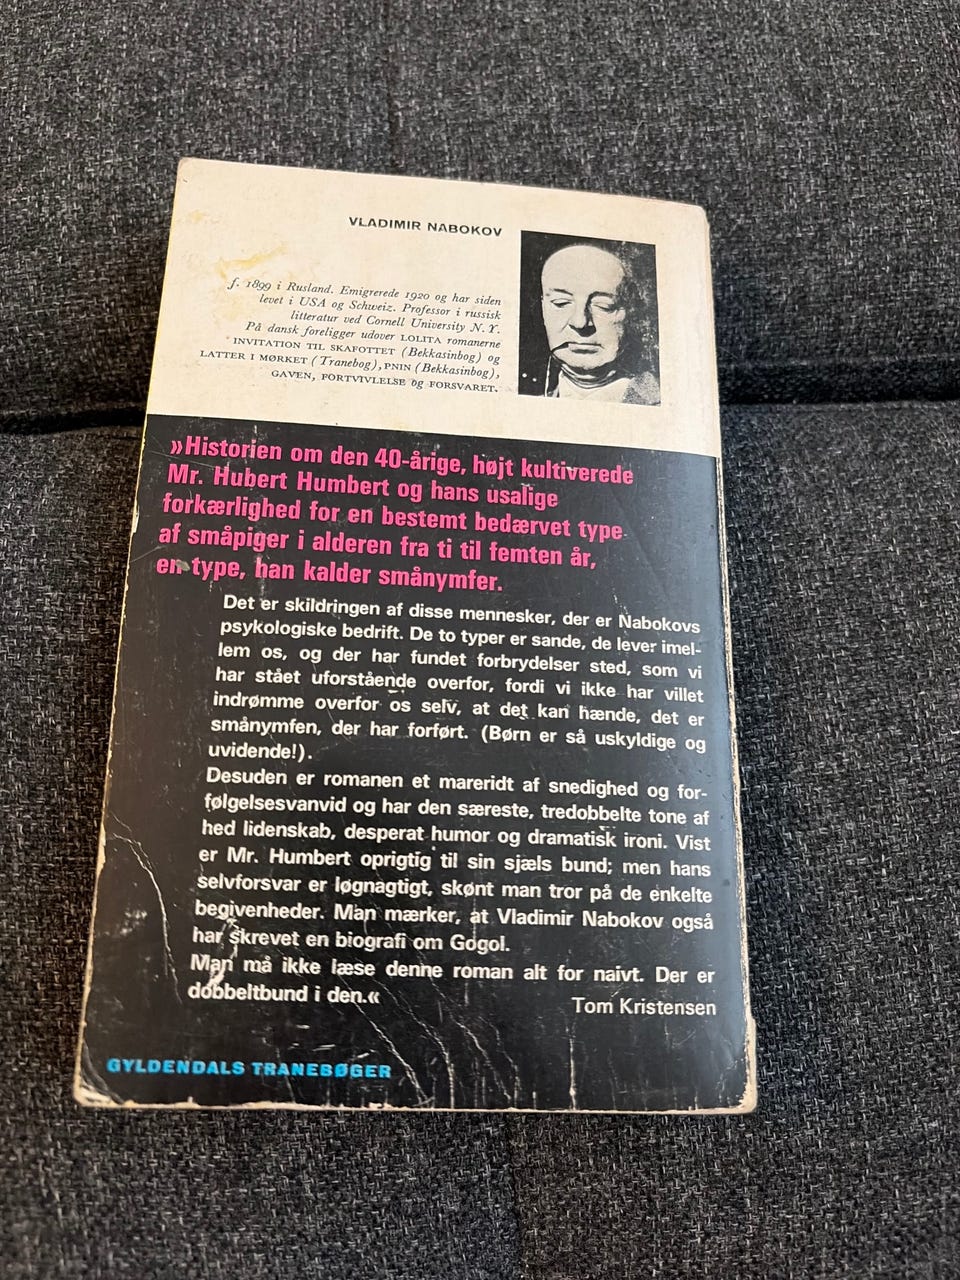 VLADIMIR NABOKOV
f. 1899 i Rusland. Emigrerede 1920 og har siden
levet i USA og Schweiz. Professor i russisk
litteratur ved Cornell University N.Y.
På dansk foreligger udover LOLITA romanerne
INVITATION TIL SKAFOTTET (Bekkasinbog) og
LATTER I MØRKET (Tranebog), PNIN (Bekkasinbog),
GAVEN, FORTVIVLELSE og FORSVARET.
»Historien om den 40-årige, højt kultiverede
Mr. Hubert Humbert og hans usalige
forkærlighed for en bestemt bedærvet type
af småpiger i alderen fra ti til femten år,
en type, han kalder smånymfer.
Det er skildringen af disse mennesker, der er Nabokovs
psykologiske bedrift. De to typer er sande, de lever imel-
lem os, og der har fundet forbrydelser sted, som vi
har stået uforstående overfor, fordi vi ikke har villet
indrømme overfor os selv, at det kan hænde, det er
smånymfen, der har forført. (Børn er så uskyldige og
uvidende!).
Desuden er romanen et mareridt af snedighed og for-
følgelsesvanvid og har den særeste, tredobbelte tone af
hed lidenskab, desperat humor og dramatisk ironi. Vist
er Mr. Humbert oprigtig til sin sjæls bund; men hans
selvforsvar er løgnagtigt, skønt man tror på de enkelte
begivenheder. Man mærker, at Vladimir Nabokov også
har skrevet en biografi om Gogol.
Man må ikke læse denne roman alt for naivt. Der er
dobbeltbund i den.«
Tom Kristensen
GYLDENDALS TRANEBØGER